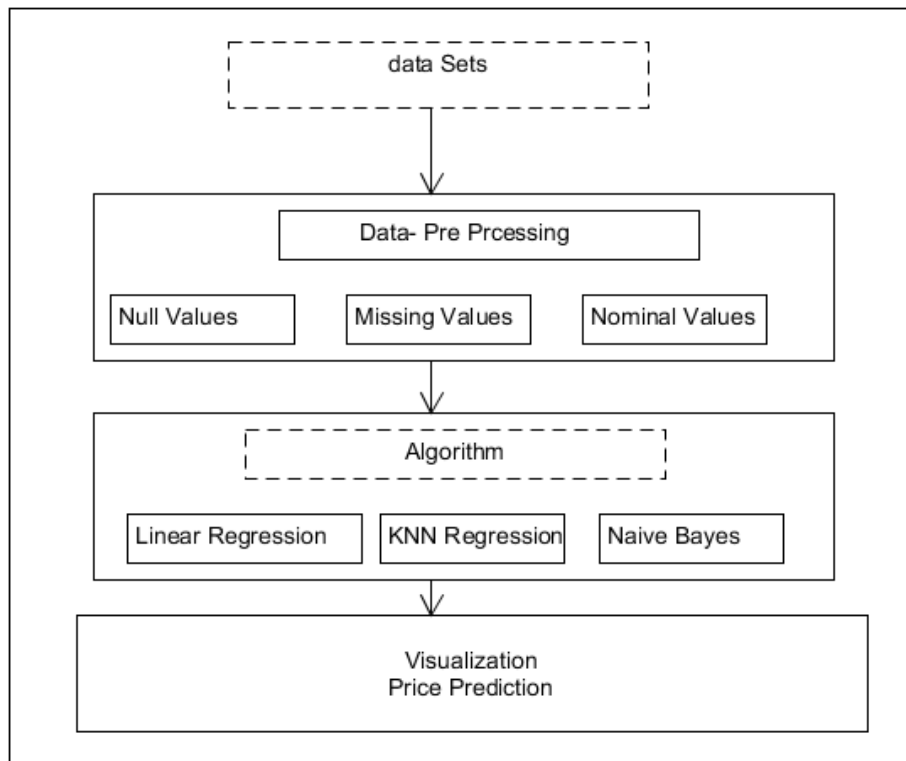 data Sets
Data- Pre Prcessing
Null Values
Missing Values
Nominal Values
Algorithm
Linear Regression
KNN Regression
Naive Bayes
Visualization
Price Prediction